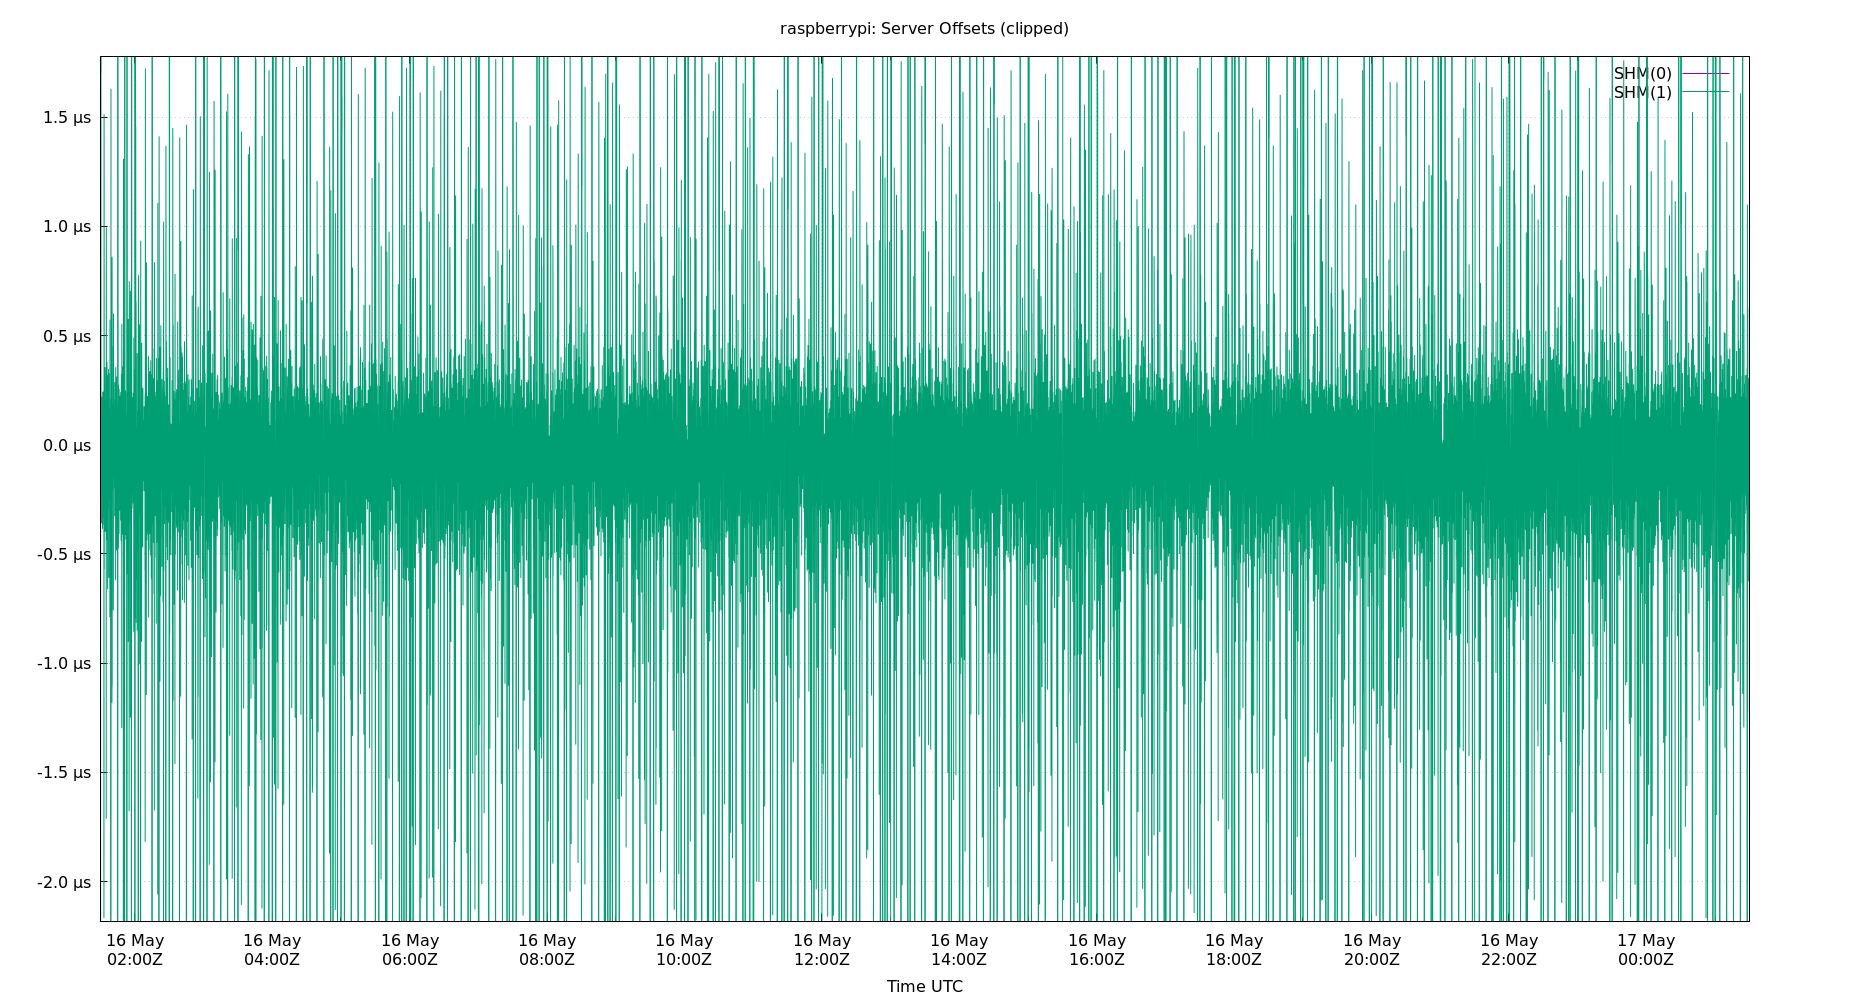 raspberrypi: Server Offsets (clipped)
SHM(0)
SHM(1)
1.5 µs
1.0 µs
0.5 µs
0.0 µs
-0.5 µs
-1.0 µs
-1.5 µs
-2.0 µs
16 May 16 May 16 May 16 May 16 May 16 May 16 May 16 May 16 May 16 May 16 May 17 May
02:00Z 04:00Z 06:00Z 08:00Z 10:00Z 12:00Z 14:00Z 16:00Z 18:00Z 20:00Z 22:00Z 00:00Z
Time UTC